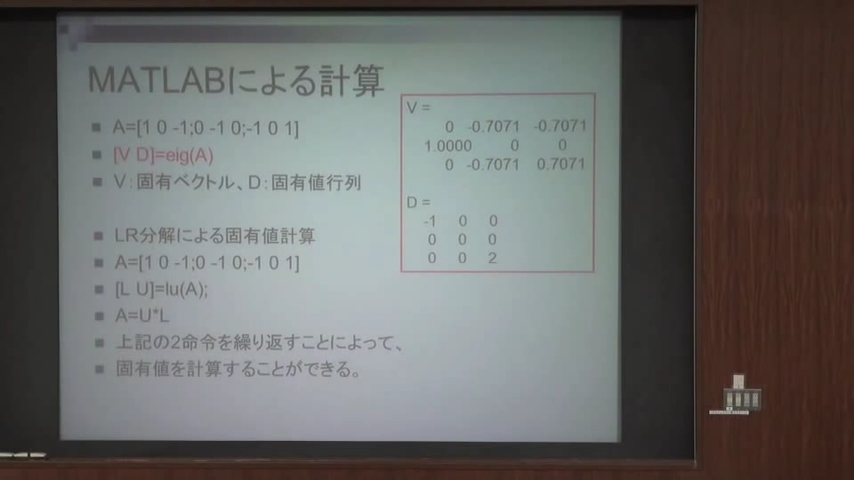 MATLABによる計算
A=[1 0 -1;0 -1 0;-1 0 1]
[V D]=eig(A)
V:固有ベクトル、D:固有値行列
LR分解による固有値計算
A=[1 0 -1;0 -1 0;-1 0 1]
[L U]=lu(A);
A=U*L
上記の2命令を繰り返すことによって、
固有値を計算することができる。
V =
0 -0.7071 -0.7071
1.0000 0 0
0 -0.7071 0.7071
D =
-1 0 0
0 0 0
0 0 2